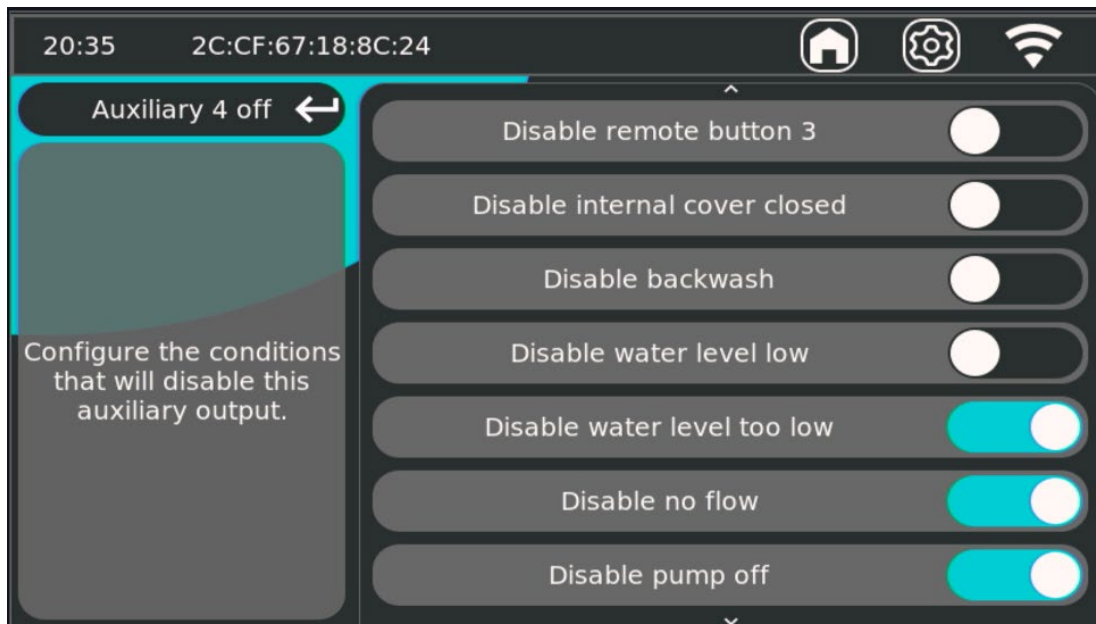 20:35 2C:CF:67:18:8C:24
Auxiliary 4 off
Configure the conditions
that will disable this
auxiliary output.
Disable remote button 3
Disable internal cover closed
Disable backwash
Disable water level low
Disable water level too low
Disable no flow
Disable pump off